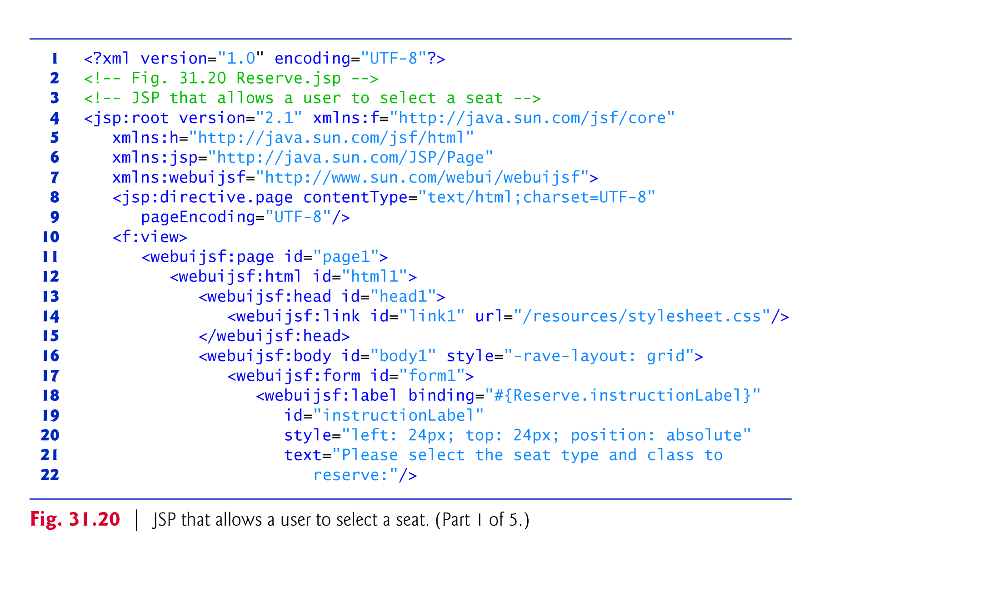 1 <?xml version="1.0" encoding="UTF-8"?>
2 <!-- Fig. 31.20 Reserve.jsp -->
3 <!-- JSP that allows a user to select a seat -->
4 <jsp:root version="2.1" xmlns:f="http://java.sun.com/jsf/core"
5    xmlns:h="http://java.sun.com/jsf/html"
6    xmlns:jsp="http://java.sun.com/JSP/Page"
7    xmlns:webuijsf="http://www.sun.com/webui/webuijsf">
8    <jsp:directive.page contentType="text/html;charset=UTF-8"
9       pageEncoding="UTF-8"/>
10    <f:view>
11       <webuijsf:page id="page1">
12          <webuijsf:html id="html1">
13             <webuijsf:head id="head1">
14                <webuijsf:link id="link1" url="/resources/stylesheet.css"/>
15             </webuijsf:head>
16             <webuijsf:body id="body1" style="-rave-layout: grid">
17                <webuijsf:form id="form1">
18                   <webuijsf:label binding="#{Reserve.instructionLabel}"
19                      id="instructionLabel"
20                      style="left: 24px; top: 24px; position: absolute"
21                      text="Please select the seat type and class to
22                         reserve:"/>
Fig. 31.20 | JSP that allows a user to select a seat. (Part 1 of 5.)